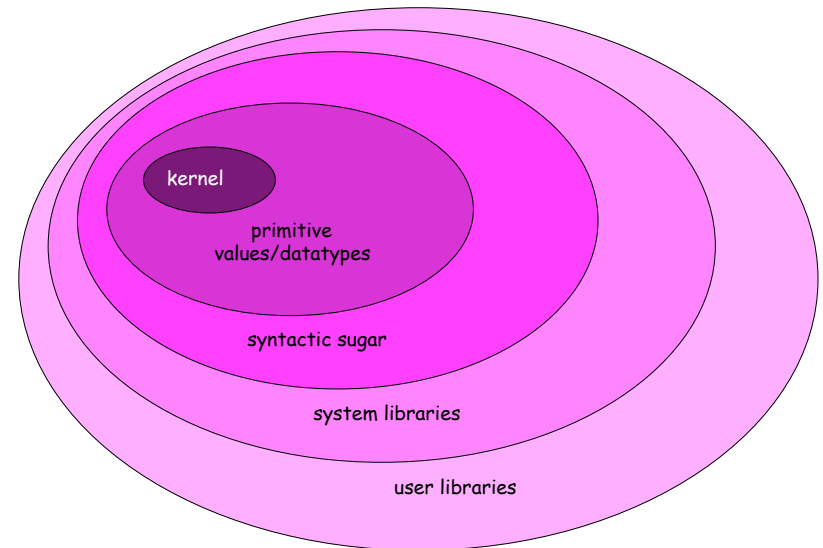 kernel
primitive
values/datatypes
syntactic sugar
system libraries
user libraries